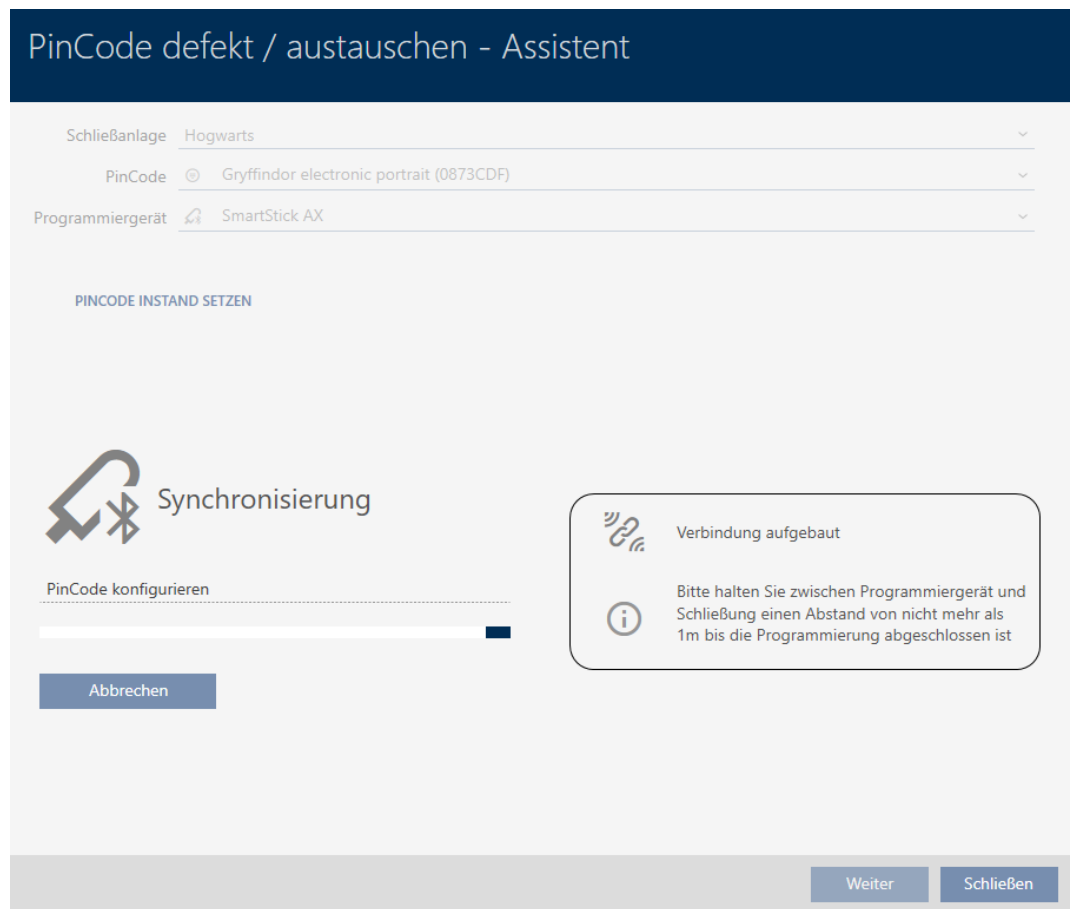 PinCode defekt / austauschen - Assistent
Schließanlage Hogwarts
PinCode Gryffindor electronic portrait (0873CDF)
Programmiergerät SmartStick AX
PINCODE INSTAND SETZEN
Synchronisierung
PinCode konfigurieren
Abbrechen
Verbindung aufgebaut
Bitte halten Sie zwischen Programmiergerät und
Schließung einen Abstand von nicht mehr als
1m bis die Programmierung abgeschlossen ist
Weiter Schließen